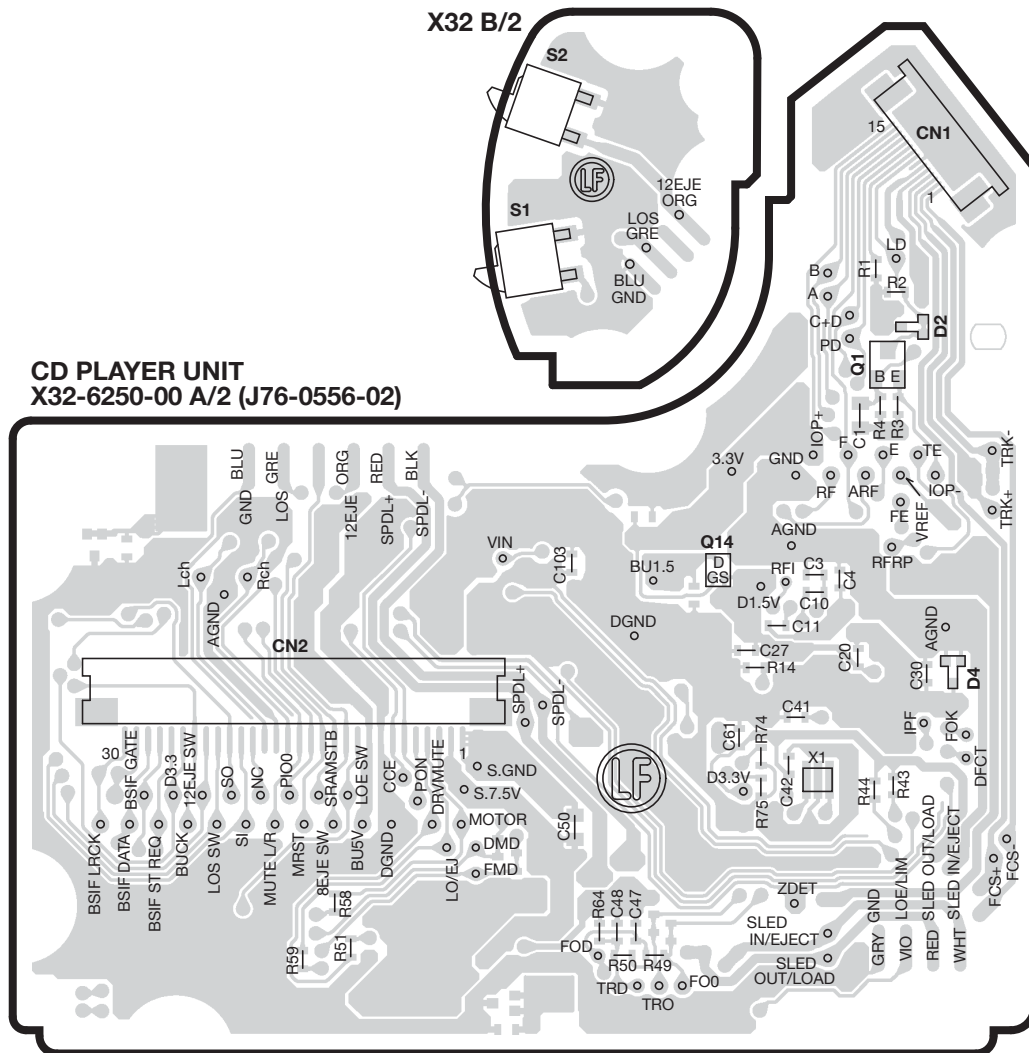 X32 B/2
S2
LF
S1
12EJE
ORG
LOS
GRE
BLU
GND
15
CN1
1
LD
B
R1
A
R2
C+D
D2
PD
Q1
B E
CD PLAYER UNIT
X32-6250-00 A/2 (J76-0556-02)
BLU
GRE
ORG
RED
BLK
GND
LOS
12EJE
SPDL+
SPDL-
IOP+
C1
R4
R3
3.3V
GND
F
E
TE
TRK-
RF
ARF
IOP-
FE
VREF
TRK+
AGND
RFRP
VIN
C103
Q14
D
GS
BU1.5
RFI
C3
C4
D1.5V
C10
Lch
Rch
AGND
DGND
C11
AGND
CN2
C27
R14
C20
C30
D4
SPDL+
SPDL-
C41
IPF
FOK
C61
R74
X1
DFCT
30
1
BSIF GATE
D3.3
12EJE SW
SO
NC
PIO0
SRAMSTB
LOE SW
CCE
PON
DRVMUTE
S.GND
S.7.5V
LF
D3.3V
R75
C42
R44
R43
BSIF LRCK
BSIF DATA
BSIF ST REQ
BUCK
LOS SW
SI
MUTE L/R
MRST
8EJE SW
BU5V
DGND
LO/EJ
MOTOR
DMD
FMD
C50
FCS+
FCS-
R58
R59
R51
R64
C48
C47
ZDET
SLED
IN/EJECT
SLED
OUT/LOAD
FOD
R50
R49
TRD
TRO
FO0
GND
LOE/LIM
SLED OUT/LOAD
SLED IN/EJECT
GRY
VIO
RED
WHT